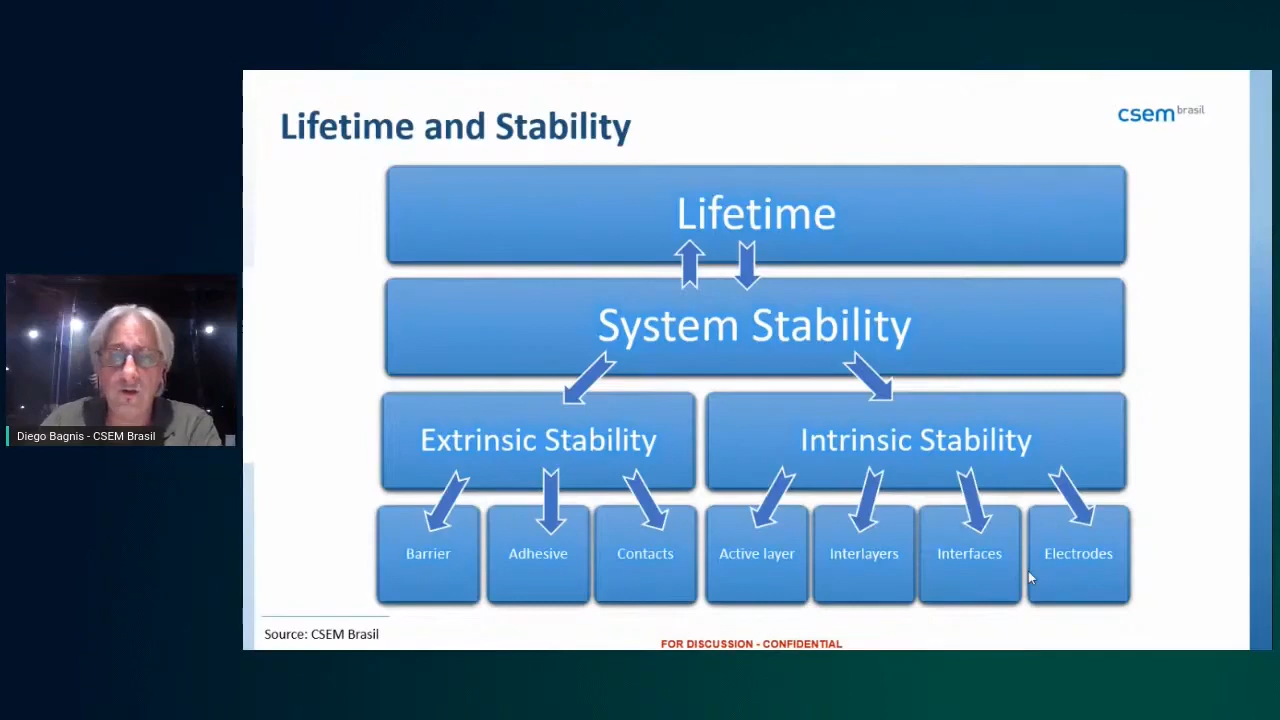 Lifetime and Stability
csem brasil
Lifetime
System Stability
Extrinsic Stability
Intrinsic Stability
Barrier
Adhesive
Contacts
Active layer
Interlayers
Interfaces
Electrodes
Diego Bagnis - CSEM Brasil
Source: CSEM Brasil
FOR DISCUSSION - CONFIDENTIAL